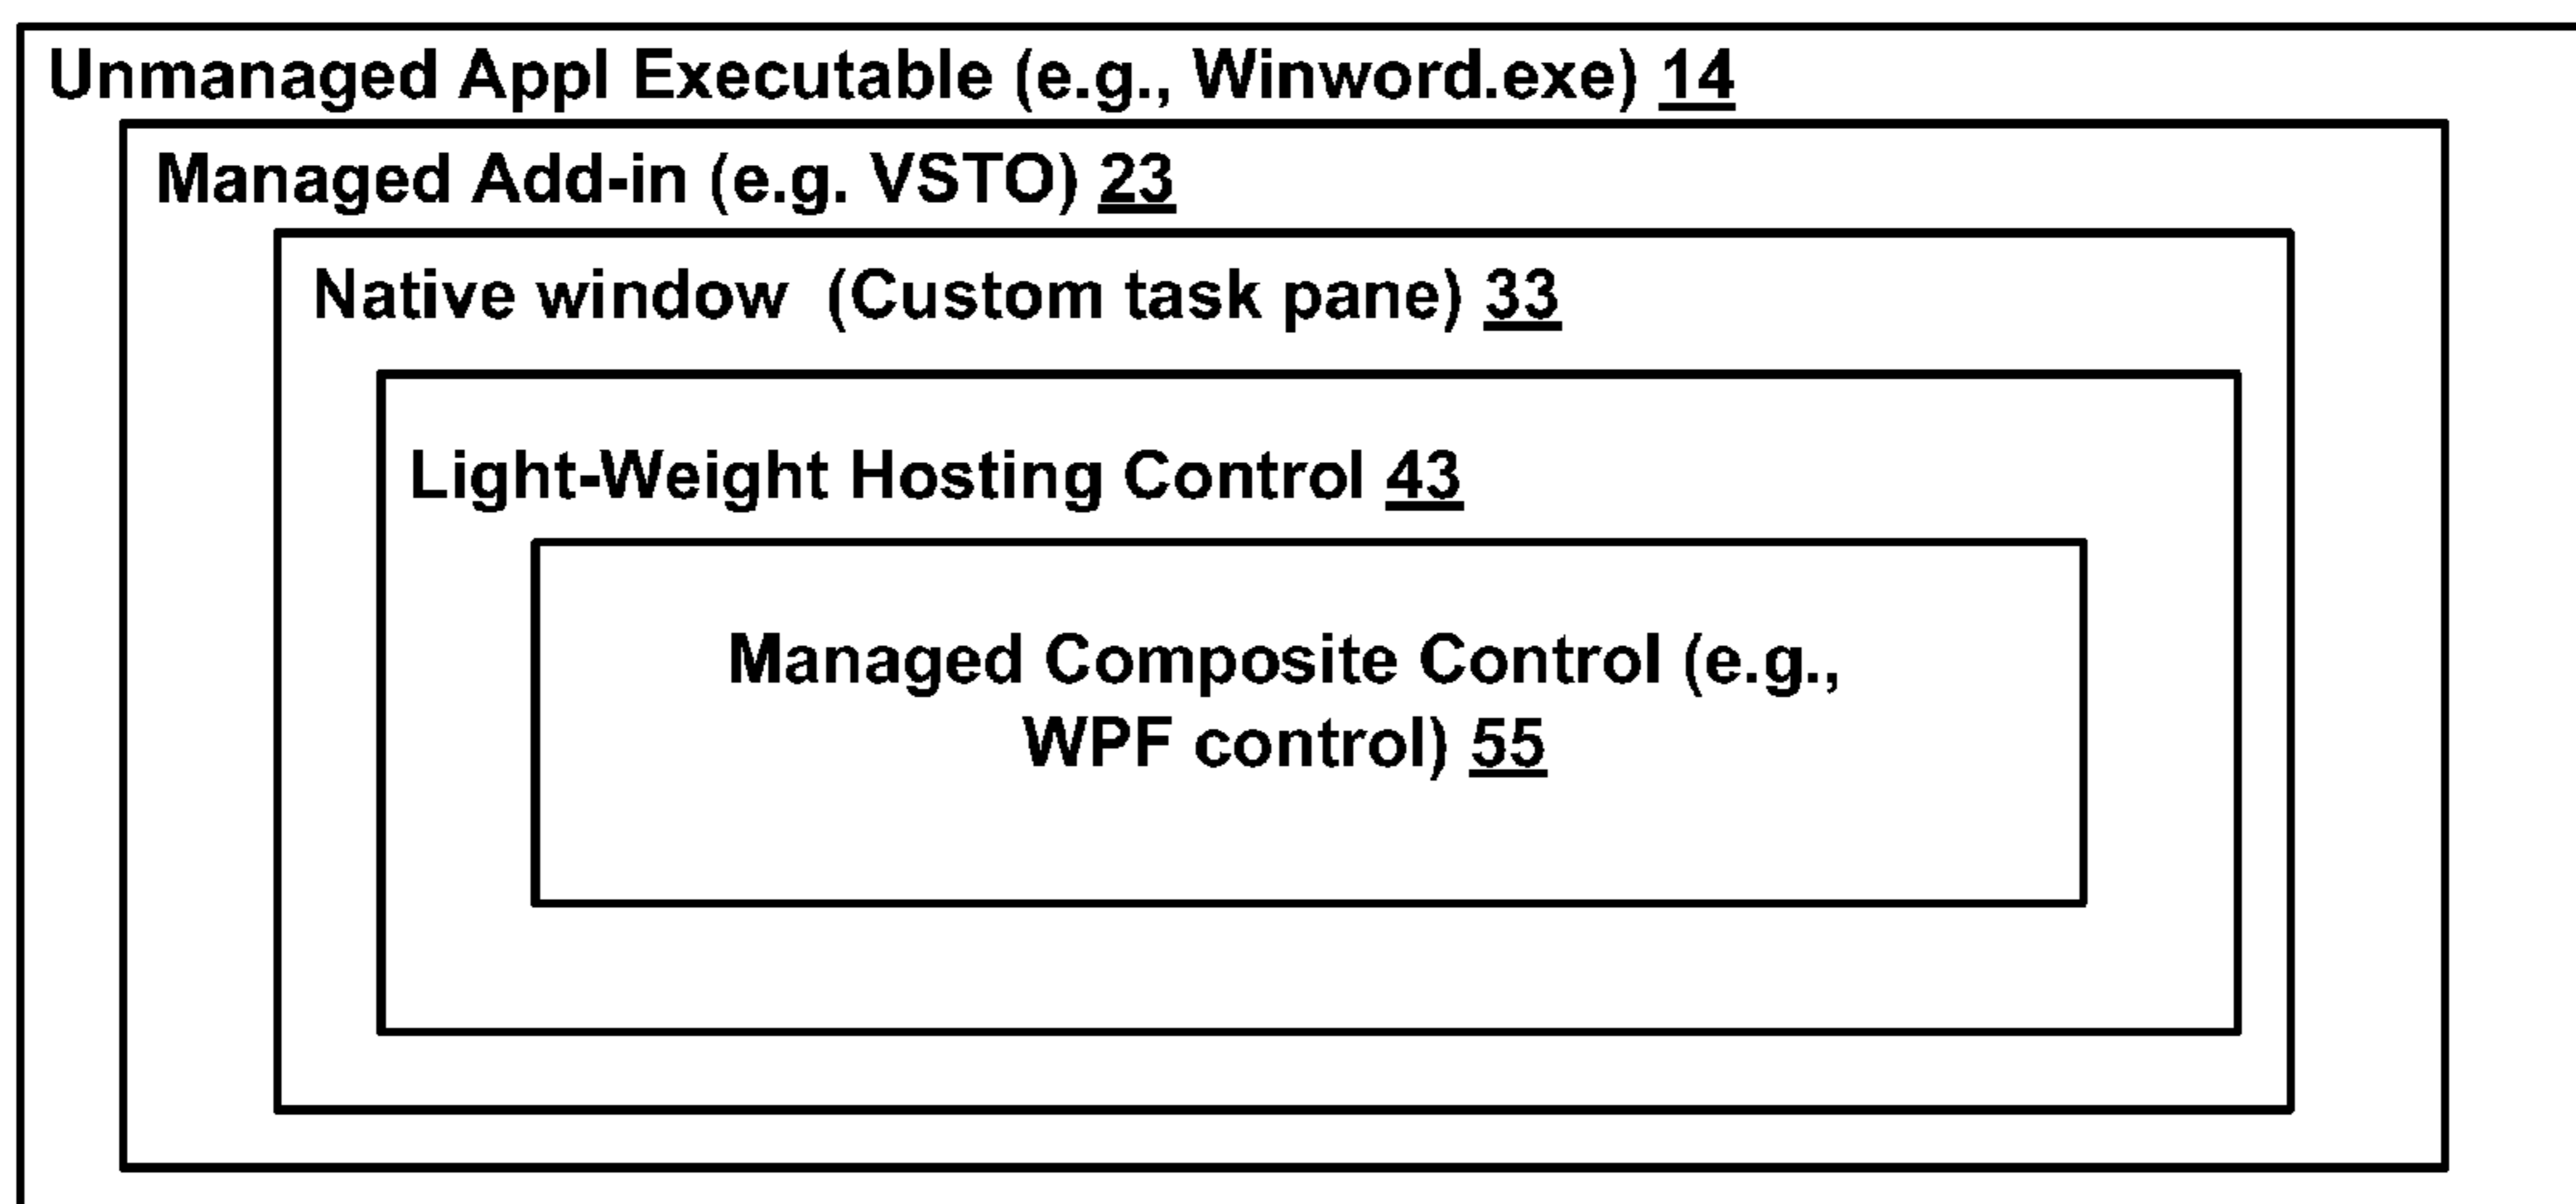 Unmanaged Appl Executable (e.g., Winword.exe) 14
Managed Add-in (e.g. VSTO) 23
Native window (Custom task pane) 33
Light-Weight Hosting Control 43
Managed Composite Control (e.g.,
WPF control) 55